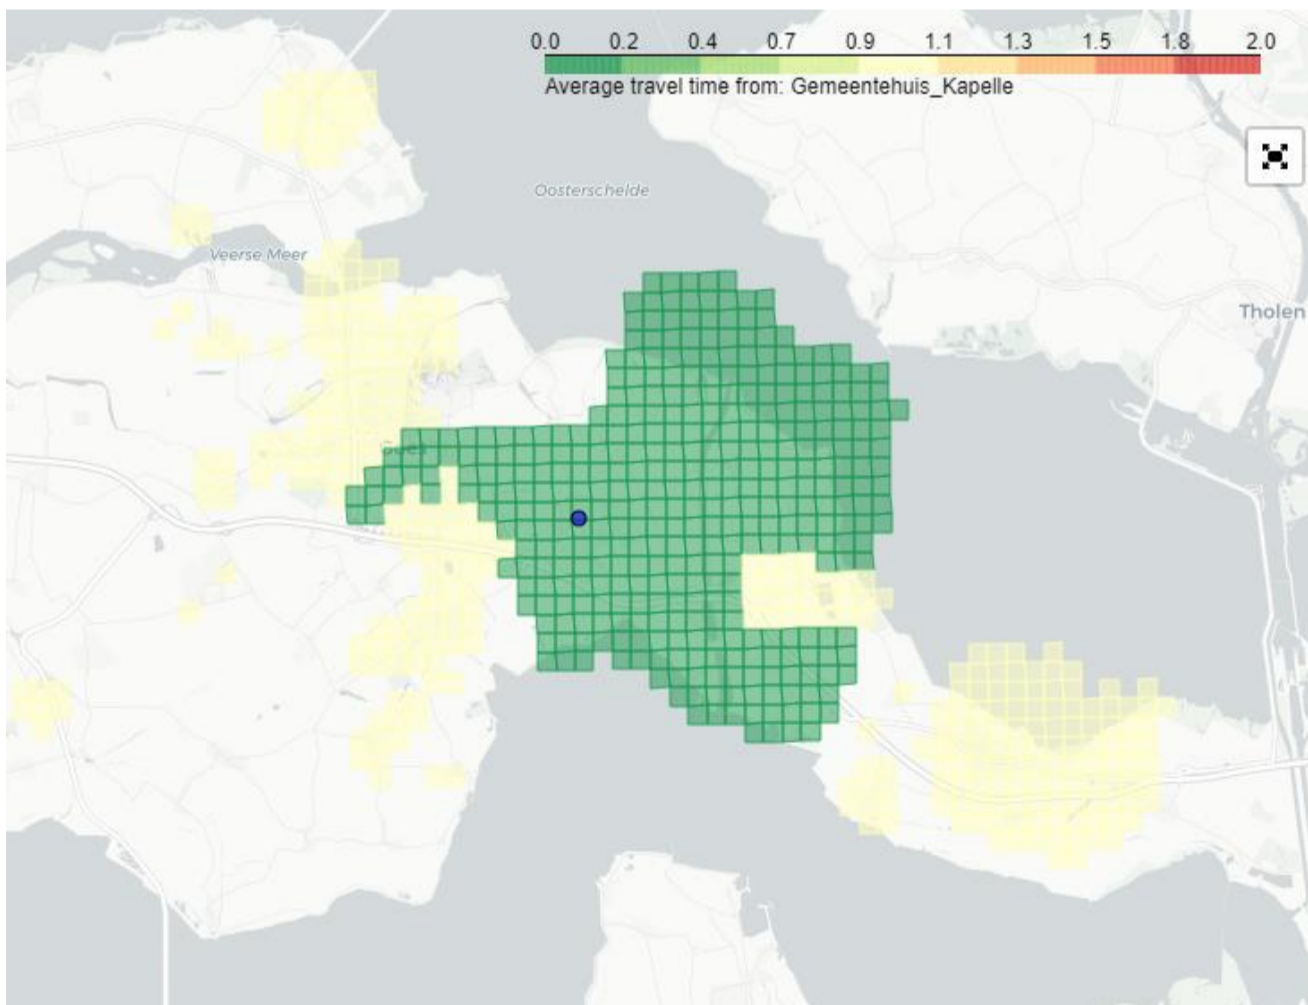 0.0 0.2 0.4 0.7 0.9 1.1 1.3 1.5 1.8 2.0
Average travel time from: Gemeentehuis_Kapelle
Oosterschelde
Veerse Meer
Tholen
Goes